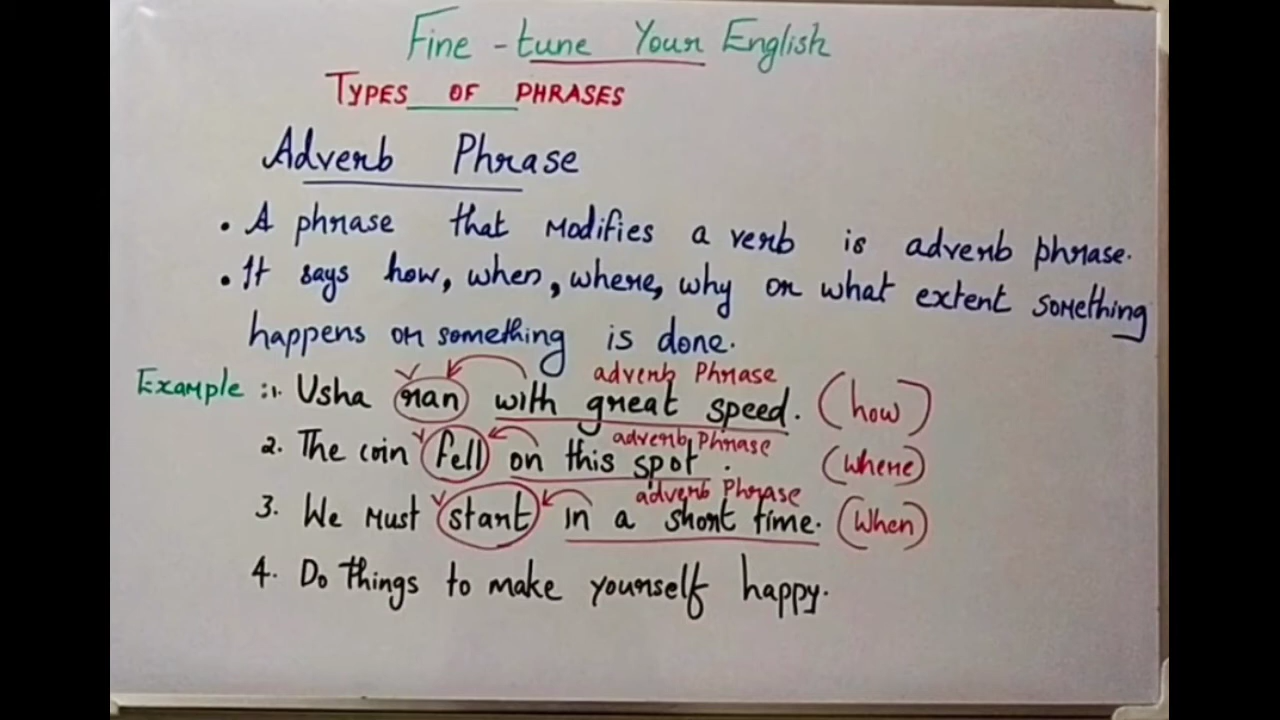 Fine-tune Your English
TYPES OF PHRASES
Adverb Phrase
• A phrase that modifies a verb is adverb phrase.
• It says how, when, where, why or what extent something
happens or something is done.
adverb Phrase
Example :1. Usha ran with great speed. (how)
adverb Phrase
2. The coin fell on this spot. (where)
adverb Phrase
3. We must start in a short time. (when)
4. Do things to make yourself happy.